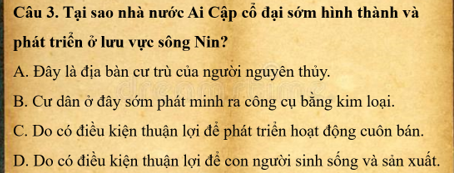 Câu 3. Tại sao nhà nước Ai Cập cổ đại sớm hình thành và
phát triển ở lưu vực sông Nin?
A. Đây là địa bàn cư trù của người nguyên thủy.
B. Cư dân ở đây sớm phát minh ra công cụ bằng kim loại.
C. Do có điều kiện thuận lợi để phát triển hoạt động cuôn bán.
D. Do có điều kiện thuận lợi để con người sinh sống và sản xuất.